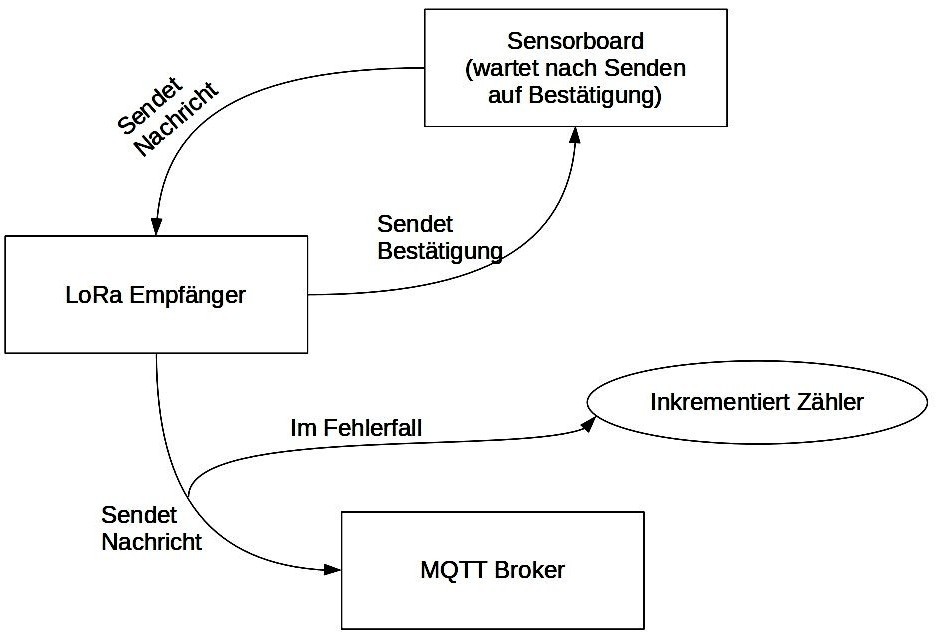 Sensorboard
(wartet nach Senden
auf Bestätigung)
Sendet
Nachricht
Sendet
Bestätigung
LoRa Empfänger
Inkrementiert Zähler
Im Fehlerfall
Sendet
Nachricht
MQTT Broker